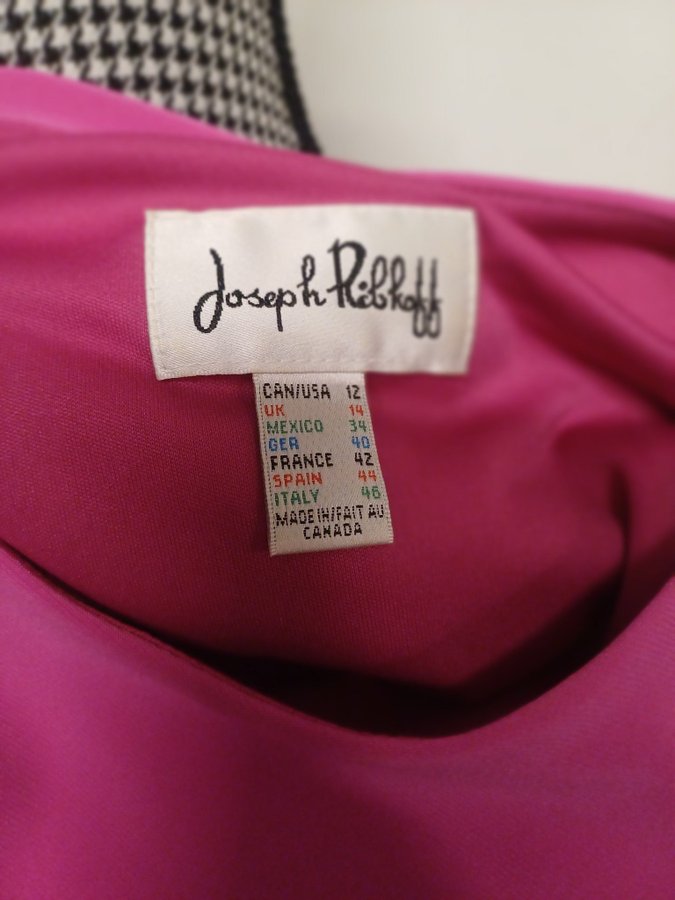 Joseph Ribkoff
CAN/USA 12
UK 14
MEXICO 34
GER 40
FRANCE 42
SPAIN 44
ITALY 46
MADE IN/FAIT AU
CANADA